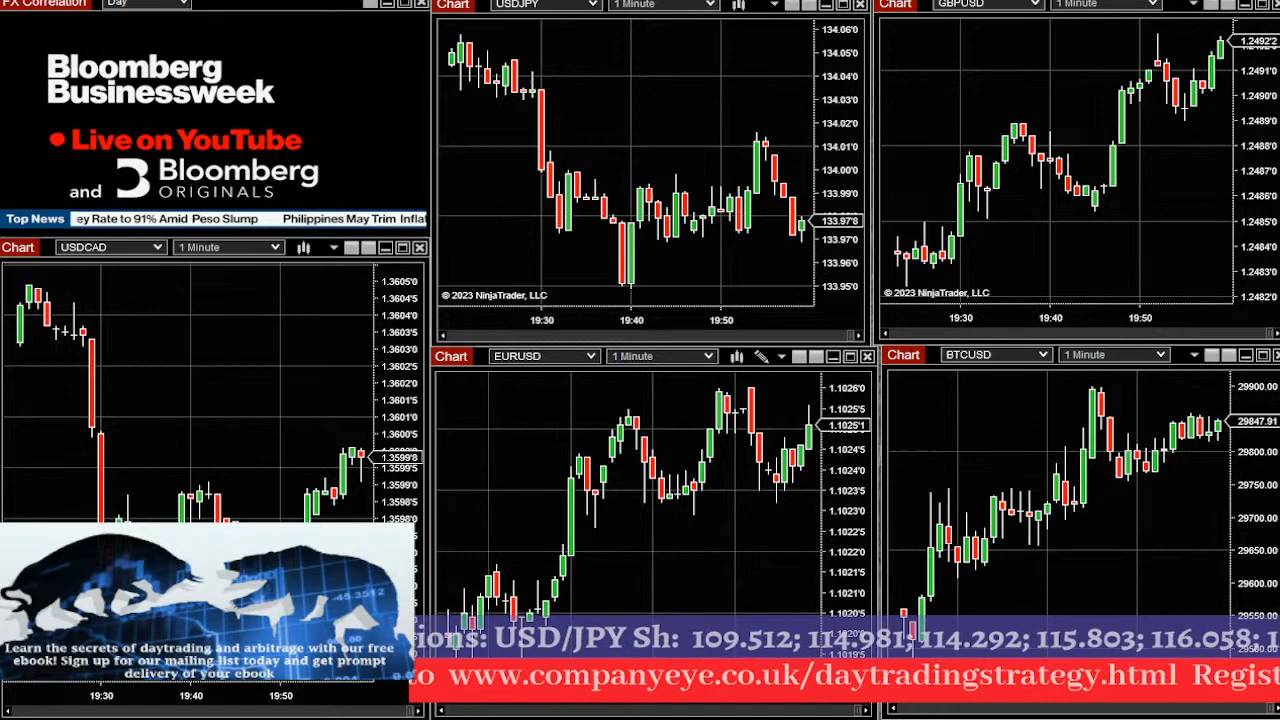 FX Correlation Day
Bloomberg
Businessweek
Live on YouTube
and Bloomberg
ORIGINALS
Top News ey Rate to 91% Amid Peso Slump Philippines May Trim Inflat
Chart USDJPY 1 Minute
134.06'0
134.05'0
134.04'0
134.03'0
134.02'0
134.01'0
134.00'0
133.99'0
133.97'8
133.97'0
133.96'0
133.95'0
© 2023 NinjaTrader, LLC
19:30 19:40 19:50
Chart GBPUSD 1 Minute
1.2492'2
1.2491'0
1.2490'0
1.2489'0
1.2488'0
1.2487'0
1.2486'0
1.2484'0
1.2483'0
1.2482'0
© 2023 NinjaTrader, LLC
19:30 19:40 19:50
Chart USDCAD 1 Minute
1.3605'0
1.3604'5
1.3604'0
1.3603'5
1.3603'0
1.3602'5
1.3602'0
1.3601'5
1.3601'0
1.3600'5
1.3599'8
1.3599'5
1.3599'0
1.3598'5
1.3598'0
19:30 19:40 19:50
Chart EURUSD 1 Minute
1.1026'0
1.1025'5
1.1025'1
1.1024'5
1.1024'0
1.1023'5
1.1023'0
1.1022'5
1.1022'0
1.1021'5
1.1021'0
1.1020'5
Chart BTCUSD 1 Minute
29900.00
29847.91
29800.00
29750.00
29700.00
29650.00
29600.00
29550.00
-45.3512
Learn the secrets of daytrading and arbitrage with our free
ebook! Sign up for our mailing list today and get prompt
delivery of your ebook
ions: USD/JPY Sh: 109.512; 114.981; 114.292; 115.803; 116.058; 1
to www.companyeye.co.uk/daytradingstrategy.html Regist